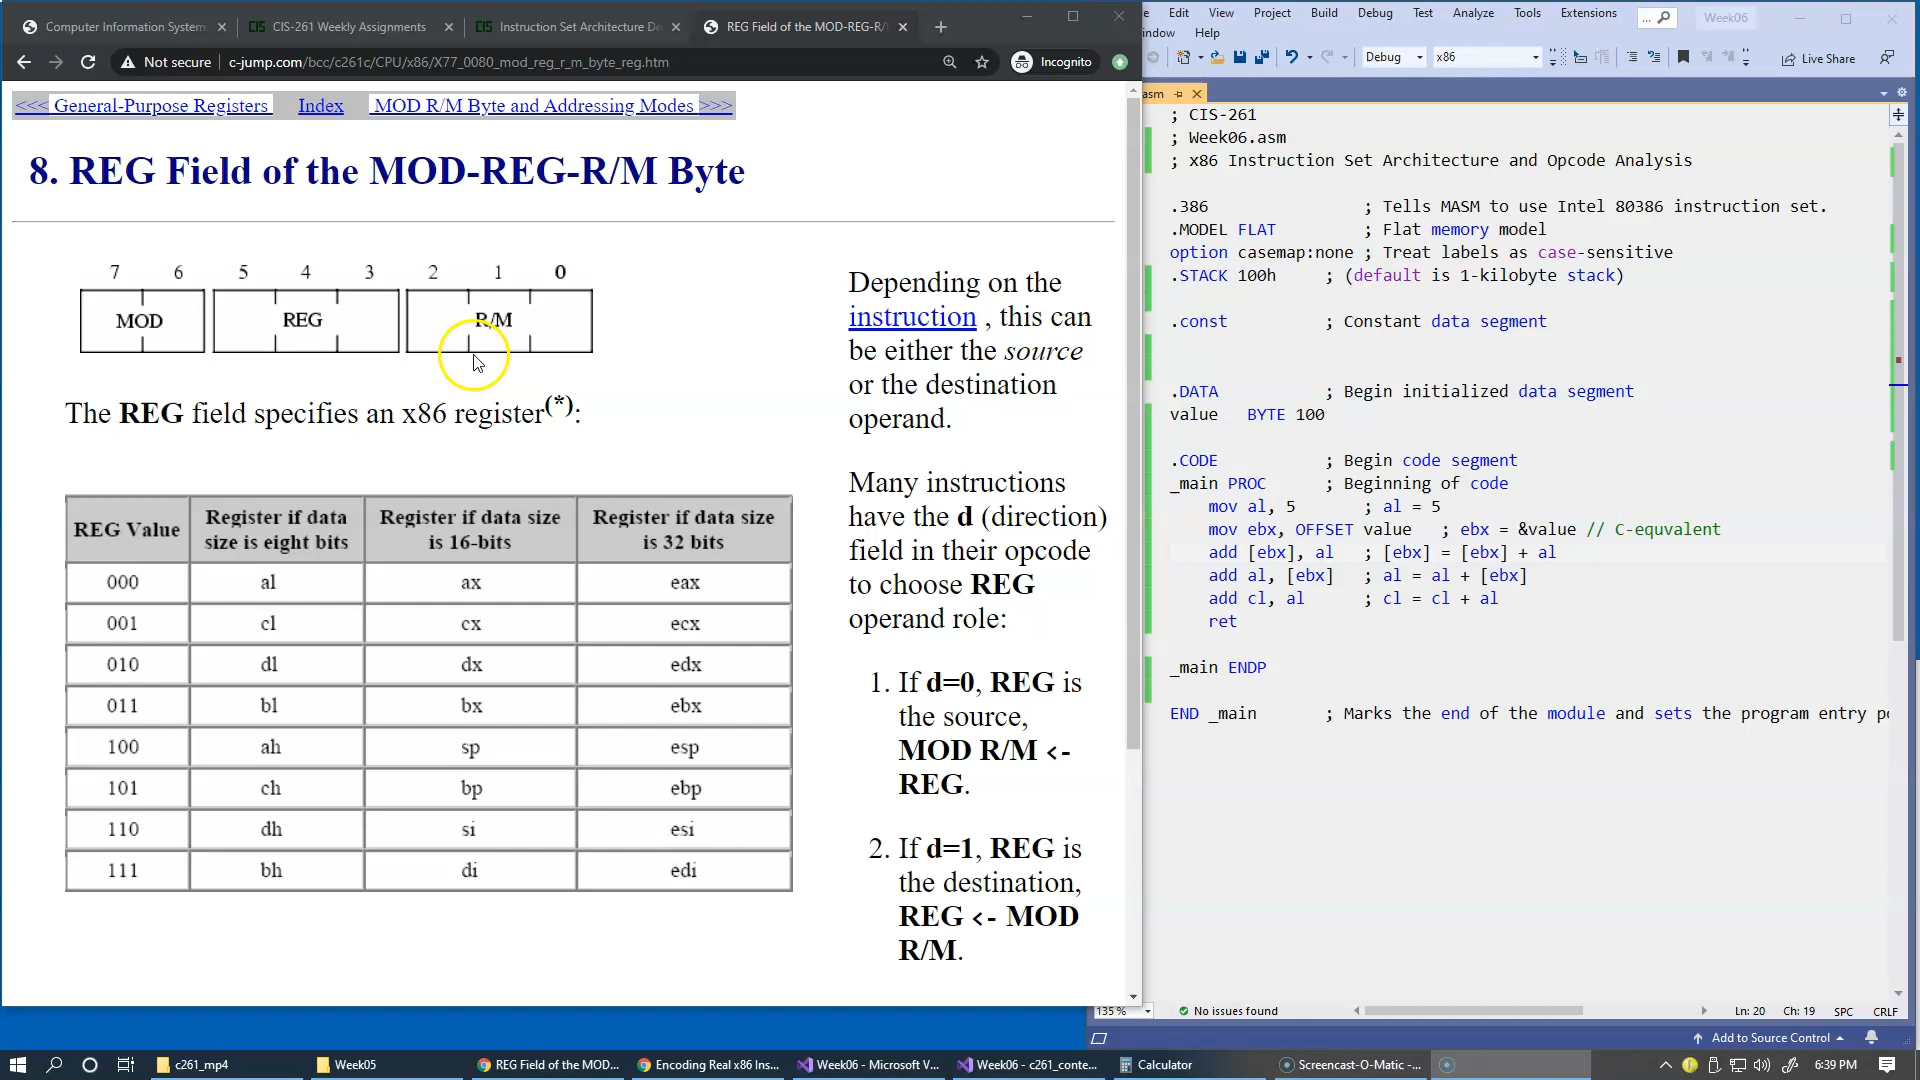 Computer Information Systems
CIS-261 Weekly Assignments
Instruction Set Architecture De
REG Field of the MOD-REG-R/
Not secure
c-jump.com/bcc/c261c/CPU/x86/X77_0080_mod_reg_r_m_byte_reg.htm
Incognito
<<< General-Purpose Registers Index MOD R/M Byte and Addressing Modes >>>
8. REG Field of the MOD-REG-R/M Byte
7 6 5 4 3 2 1 0
MOD REG R/M
The REG field specifies an x86 register(*):
REG Value
Register if data size is eight bits
Register if data size is 16-bits
Register if data size is 32 bits
000 al ax eax
001 cl cx ecx
010 dl dx edx
011 bl bx ebx
100 ah sp esp
101 ch bp ebp
110 dh si esi
111 bh di edi
Depending on the
instruction , this can
be either the source
or the destination
operand.
Many instructions
have the d (direction)
field in their opcode
to choose REG
operand role:
1. If d=0, REG is
the source,
MOD R/M <-
REG.
2. If d=1, REG is
the destination,
REG <- MOD
R/M.
Edit View Project Build Debug Test Analyze Tools Extensions
... Week06
indow Help
Debug x86 Live Share
asm
; CIS-261
; Week06.asm
; x86 Instruction Set Architecture and Opcode Analysis
.386 ; Tells MASM to use Intel 80386 instruction set.
.MODEL FLAT ; Flat memory model
option casemap:none ; Treat labels as case-sensitive
.STACK 100h ; (default is 1-kilobyte stack)
.const ; Constant data segment
.DATA ; Begin initialized data segment
value BYTE 100
.CODE ; Begin code segment
_main PROC ; Beginning of code
mov al, 5 ; al = 5
mov ebx, OFFSET value ; ebx = &value // C-equvalent
add [ebx], al ; [ebx] = [ebx] + al
add al, [ebx] ; al = al + [ebx]
add cl, al ; cl = cl + al
ret
_main ENDP
END _main ; Marks the end of the module and sets the program entry p
135 % No issues found Ln: 20 Ch: 19 SPC CRLF
Add to Source Control
c261_mp4
Week05
REG Field of the MOD...
Encoding Real x86 Ins...
Week06 - Microsoft V...
Week06 - c261_conte...
Calculator
Screencast-O-Matic -...
6:39 PM